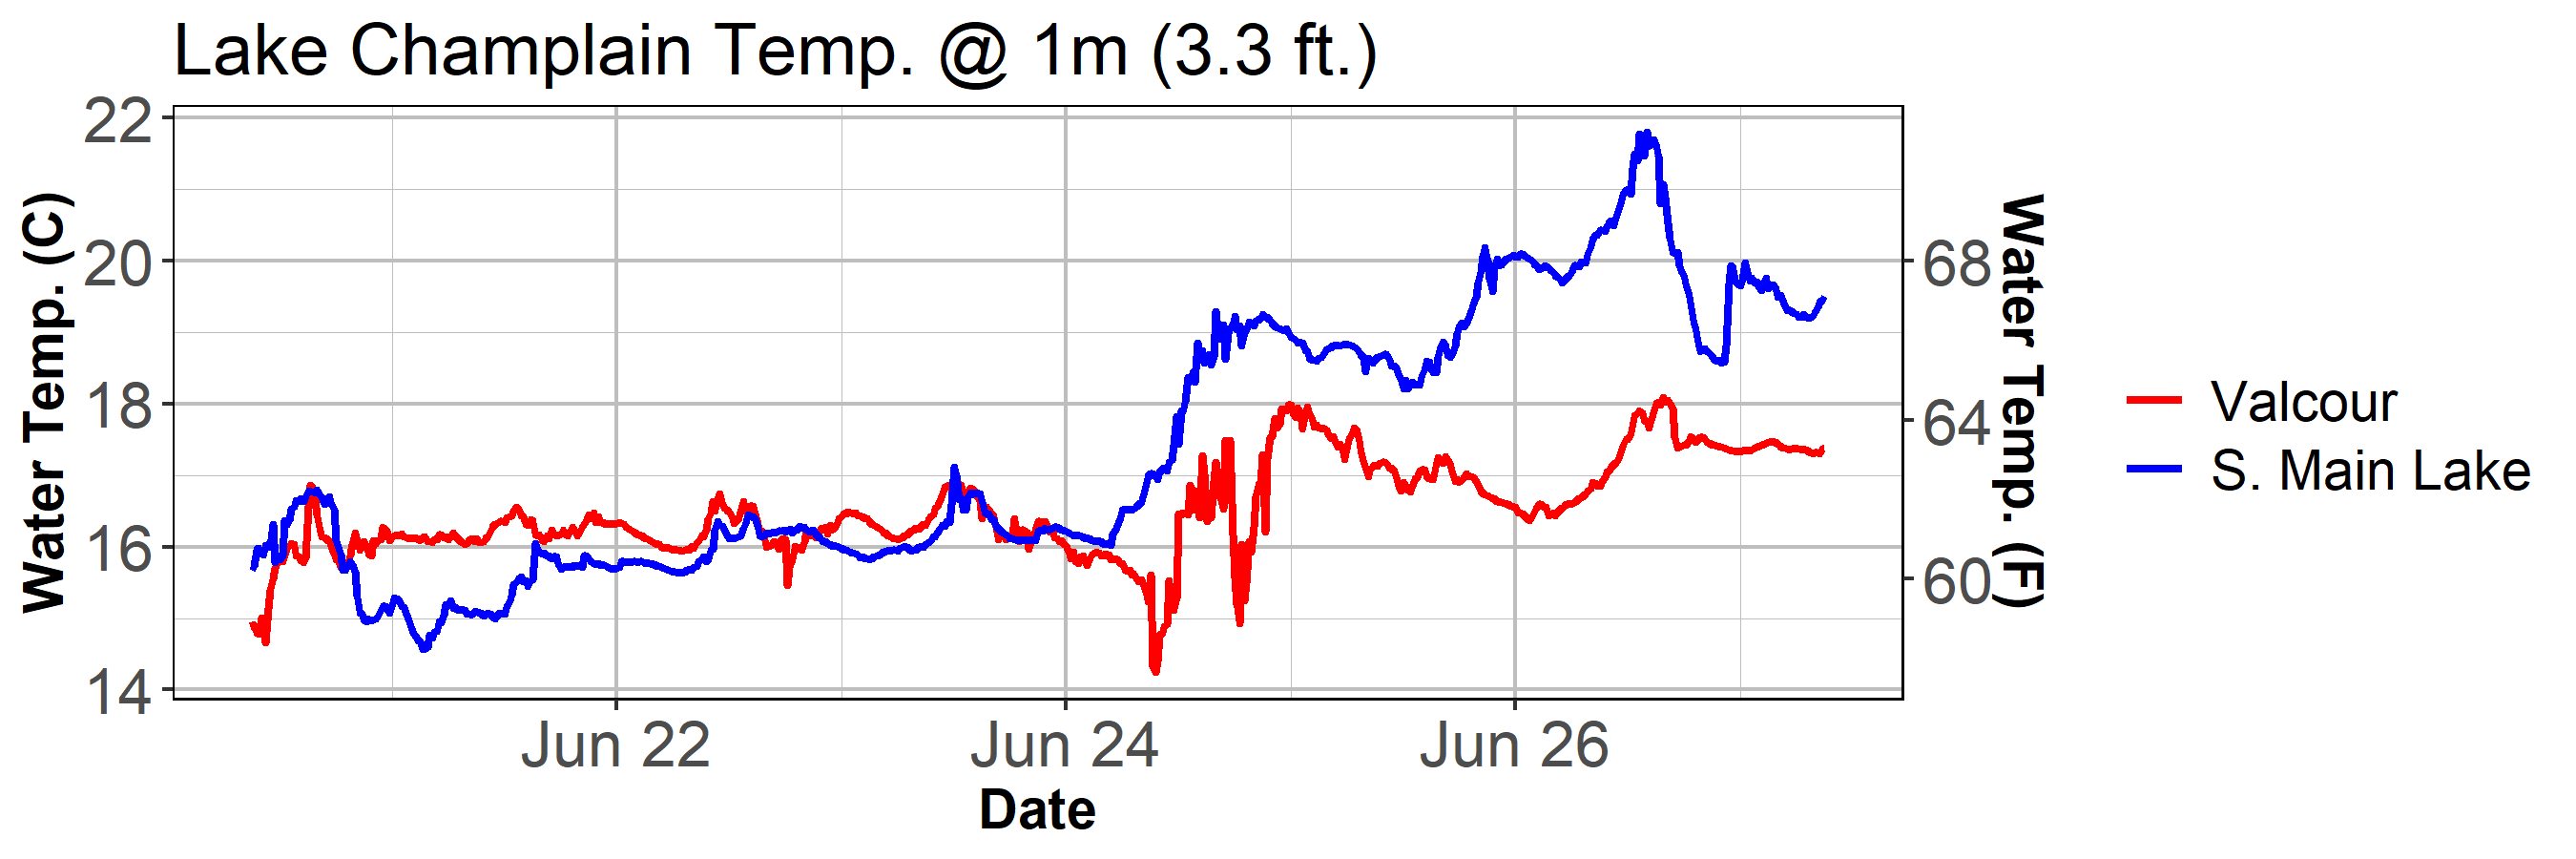 Lake Champlain Temp. @ 1m (3.3 ft.)
Water Temp. (C)
22
20
18
16
14
68
64
60
Water Temp. (F)
Jun 22
Jun 24
Jun 26
Date
Valcour
S. Main Lake